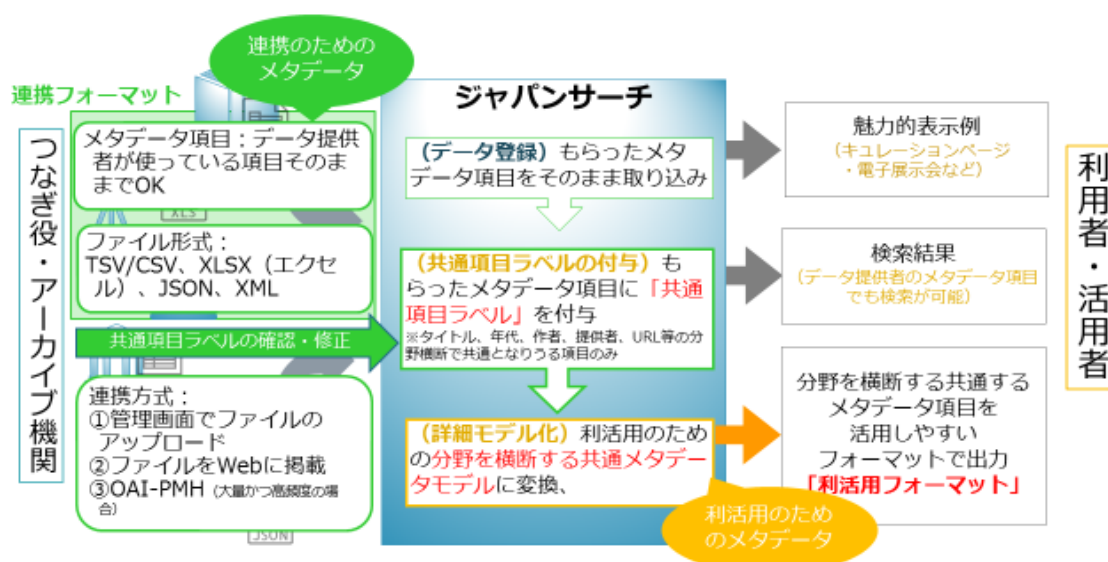 連携のための
メタデータ
連携フォーマット
つなぎ役・アーカイブ機関
メタデータ項目：データ提供
者が使っている項目そのま
までOK
XLS
ファイル形式：
TSV/CSV、XLSX（エクセ
ル）、JSON、XML
共通項目ラベルの確認・修正
連携方式：
①管理画面でファイルの
アップロード
②ファイルをWebに掲載
③OAI-PMH（大量かつ高頻度の場
合）
JSON
ジャパンサーチ
（データ登録）もらったメタ
データ項目をそのまま取り込み
（共通項目ラベルの付与）も
らったメタデータ項目に「共通
項目ラベル」を付与
※タイトル、年代、作者、提供者、URL等の分
野横断で共通となりうる項目のみ
（詳細モデル化）利活用のため
の分野を横断する共通メタデー
タモデルに変換、
利活用のため
のメタデータ
魅力的表示例
（キュレーションページ
・電子展示会など）
検索結果
（データ提供者のメタデータ項目
でも検索が可能）
分野を横断する共通する
メタデータ項目を
活用しやすい
フォーマットで出力
「利活用フォーマット」
利用者・活用者